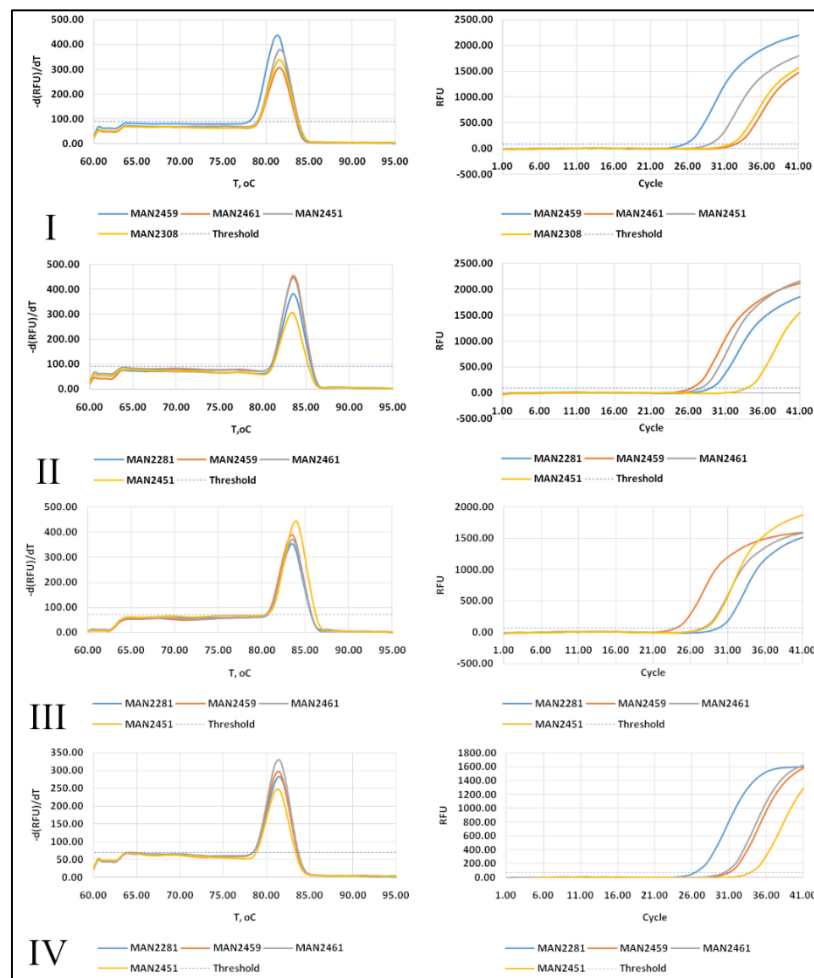 500.00
400.00
300.00
200.00
100.00
0.00
-d(RFU)/dT
60.00 65.00 70.00 75.00 80.00 85.00 90.00 95.00
T, oC
2500.00
2000.00
1500.00
1000.00
500.00
0.00
-500.00
RFU
1.00 6.00 11.00 16.00 21.00 26.00 31.00 36.00 41.00
Cycle
I
MAN2459 MAN2461 MAN2451
MAN2308 Threshold
MAN2459 MAN2461 MAN2451
MAN2308 Threshold
500.00
400.00
300.00
200.00
100.00
0.00
-d(RFU)/dT
60.00 65.00 70.00 75.00 80.00 85.00 90.00 95.00
T,oC
2500.00
2000.00
1500.00
1000.00
500.00
0.00
-500.00
RFU
1.00 6.00 11.00 16.00 21.00 26.00 31.00 36.00 41.00
Cycle
II
MAN2281 MAN2459 MAN2461
MAN2451 Threshold
MAN2281 MAN2459 MAN2461
MAN2451 Threshold
500.00
400.00
300.00
200.00
100.00
0.00
-d(RFU)/dT
60.00 65.00 70.00 75.00 80.00 85.00 90.00 95.00
T, oC
2000.00
1500.00
1000.00
500.00
0.00
-500.00
RFU
1.00 6.00 11.00 16.00 21.00 26.00 31.00 36.00 41.00
Cycle
III
MAN2281 MAN2459 MAN2461
MAN2451 Threshold
MAN2281 MAN2459 MAN2461
MAN2451 Threshold
350.00
300.00
250.00
200.00
150.00
100.00
50.00
0.00
-d(RFU)/dT
60.00 65.00 70.00 75.00 80.00 85.00 90.00 95.00
T, oC
1800.00
1600.00
1400.00
1200.00
1000.00
800.00
600.00
400.00
200.00
0.00
RFU
1.00 6.00 11.00 16.00 21.00 26.00 31.00 36.00 41.00
Cycle
IV
MAN2281 MAN2459 MAN2461
MAN2451 Threshold
MAN2281 MAN2459 MAN2461
MAN2451 Threshold